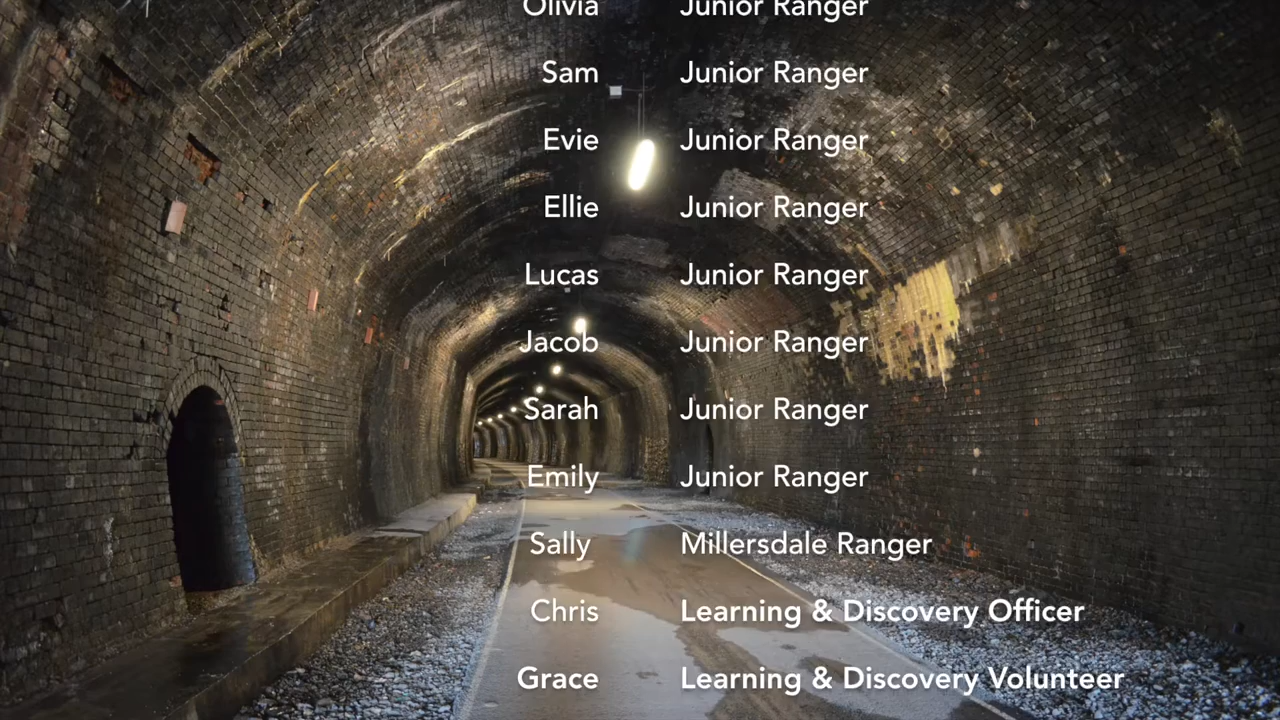 Olivia Junior Ranger
Sam Junior Ranger
Evie Junior Ranger
Ellie Junior Ranger
Lucas Junior Ranger
Jacob Junior Ranger
Sarah Junior Ranger
Emily Junior Ranger
Sally Millersdale Ranger
Chris Learning & Discovery Officer
Grace Learning & Discovery Volunteer